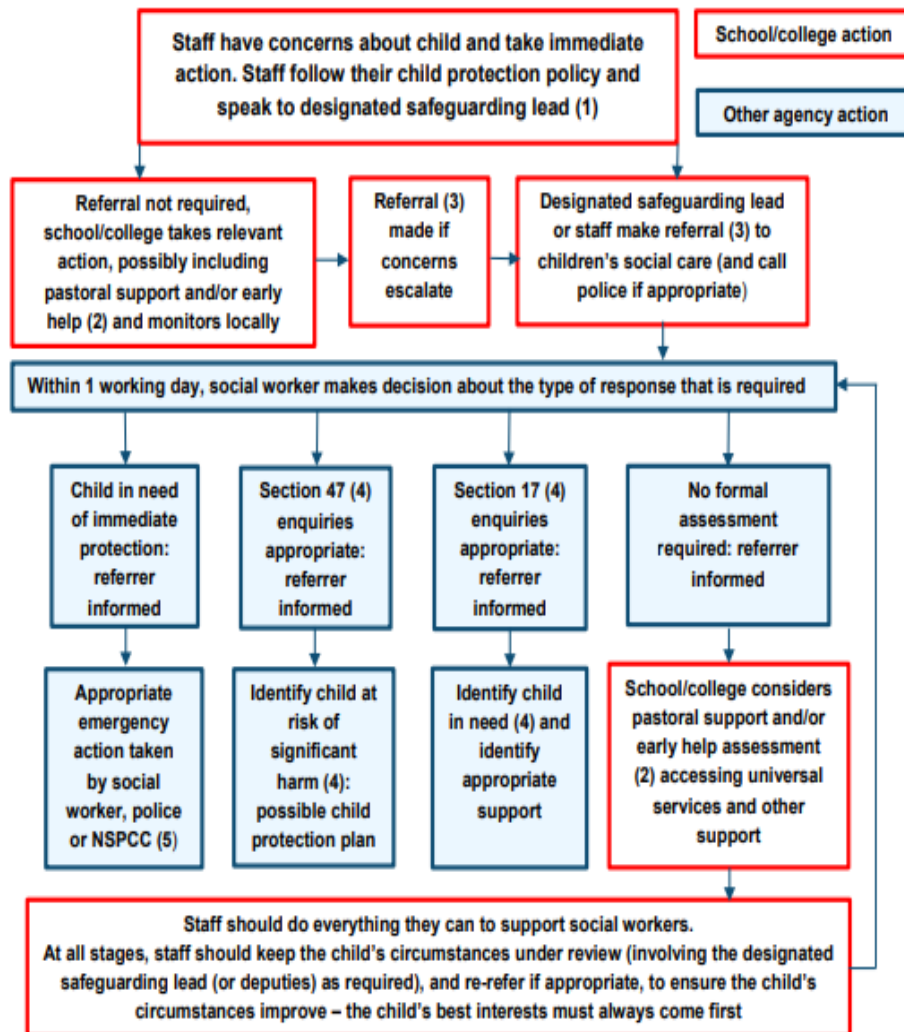 Staff have concerns about child and take immediate
action. Staff follow their child protection policy and
speak to designated safeguarding lead (1)
School/college action
Other agency action
Referral not required,
school/college takes relevant
action, possibly including
pastoral support and/or early
help (2) and monitors locally
Referral (3)
made if
concerns
escalate
Designated safeguarding lead
or staff make referral (3) to
children's social care (and call
police if appropriate)
Within 1 working day, social worker makes decision about the type of response that is required
Child in need
of immediate
protection:
referrer
informed
Section 47 (4)
enquiries
appropriate:
referrer
informed
Section 17 (4)
enquiries
appropriate:
referrer
informed
No formal
assessment
required: referrer
informed
Appropriate
emergency
action taken
by social
worker, police
or NSPCC (5)
Identify child at
risk of
significant
harm (4):
possible child
protection plan
Identify child
in need (4) and
identify
appropriate
support
School/college considers
pastoral support and/or
early help assessment
(2) accessing universal
services and other
support
Staff should do everything they can to support social workers.
At all stages, staff should keep the child's circumstances under review (involving the designated
safeguarding lead (or deputies) as required), and re-refer if appropriate, to ensure the child's
circumstances improve – the child's best interests must always come first